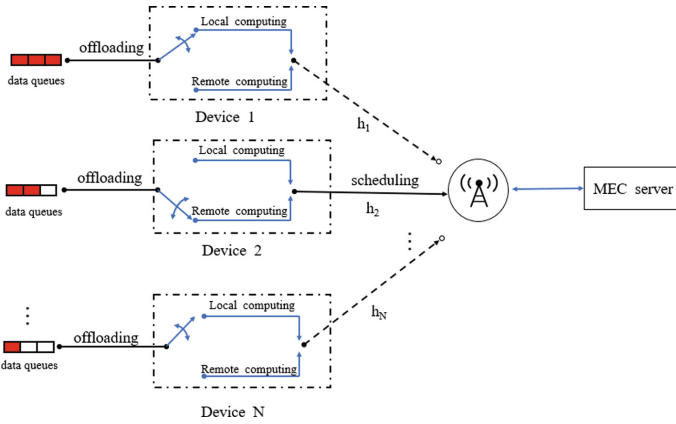 Local computing
offloading
data queues
Remote computing
Device 1
h1
Local computing
offloading
scheduling
MEC server
data queues
Remote computing
h2
Device 2
Local computing
offloading
hN
data queues
Remote computing
Device N